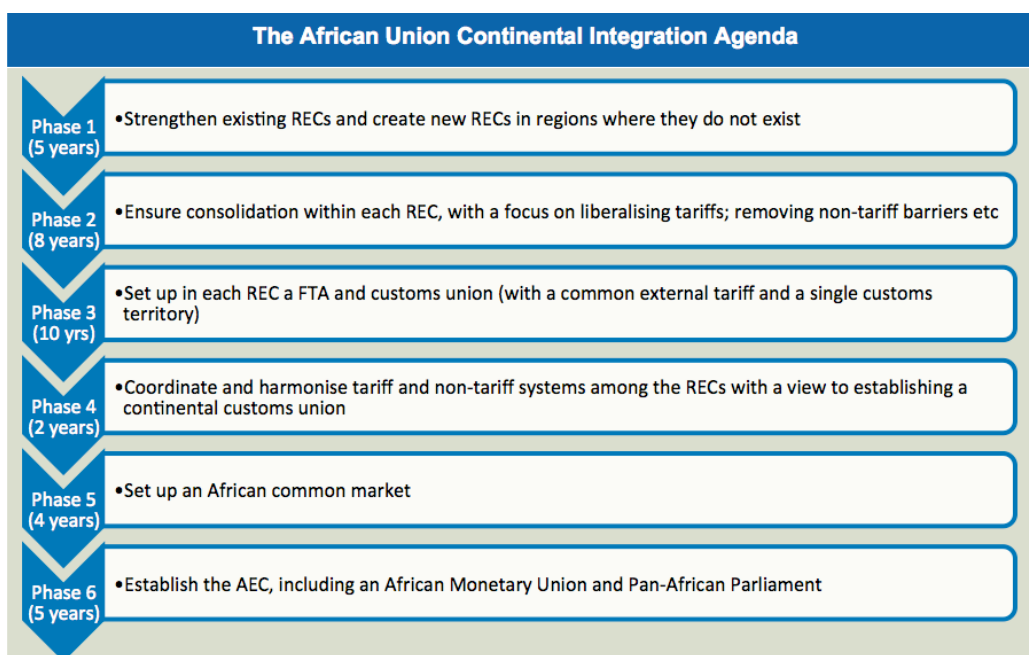 The African Union Continental Integration Agenda
Phase 1
(5 years)
•Strengthen existing RECs and create new RECs in regions where they do not exist
Phase 2
(8 years)
•Ensure consolidation within each REC, with a focus on liberalising tariffs; removing non-tariff barriers etc
Phase 3
(10 yrs)
•Set up in each REC a FTA and customs union (with a common external tariff and a single customs
territory)
Phase 4
(2 years)
•Coordinate and harmonise tariff and non-tariff systems among the RECs with a view to establishing a
continental customs union
Phase 5
(4 years)
•Set up an African common market
Phase 6
(5 years)
•Establish the AEC, including an African Monetary Union and Pan-African Parliament